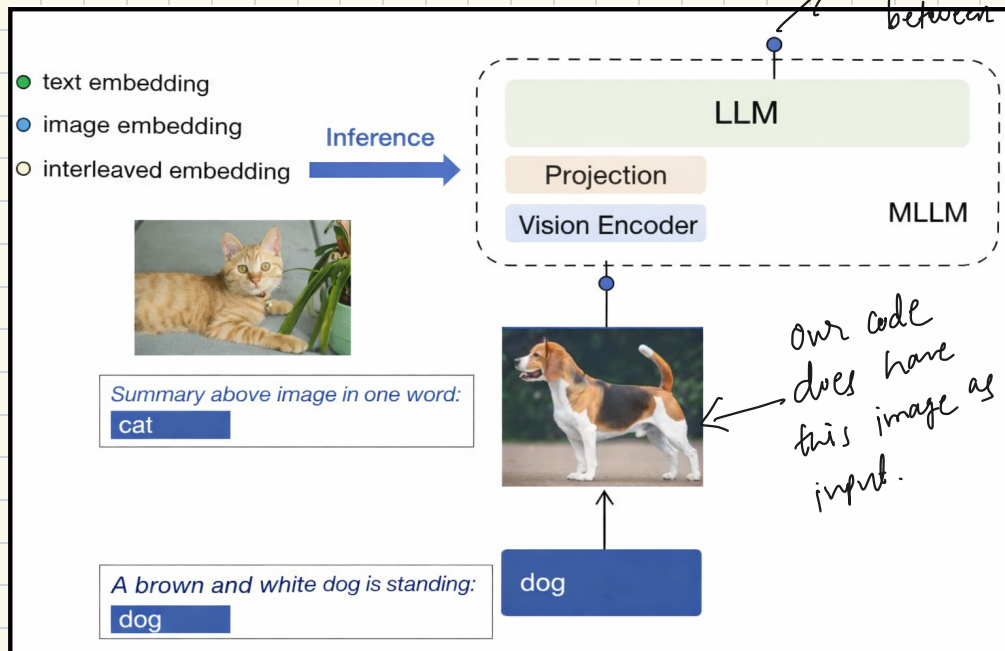 between
text embedding
image embedding
interleaved embedding
Inference
LLM
Projection
Vision Encoder
MLLM
Summary above image in one word:
cat
our code
does have
this image as
input.
A brown and white dog is standing:
dog
dog